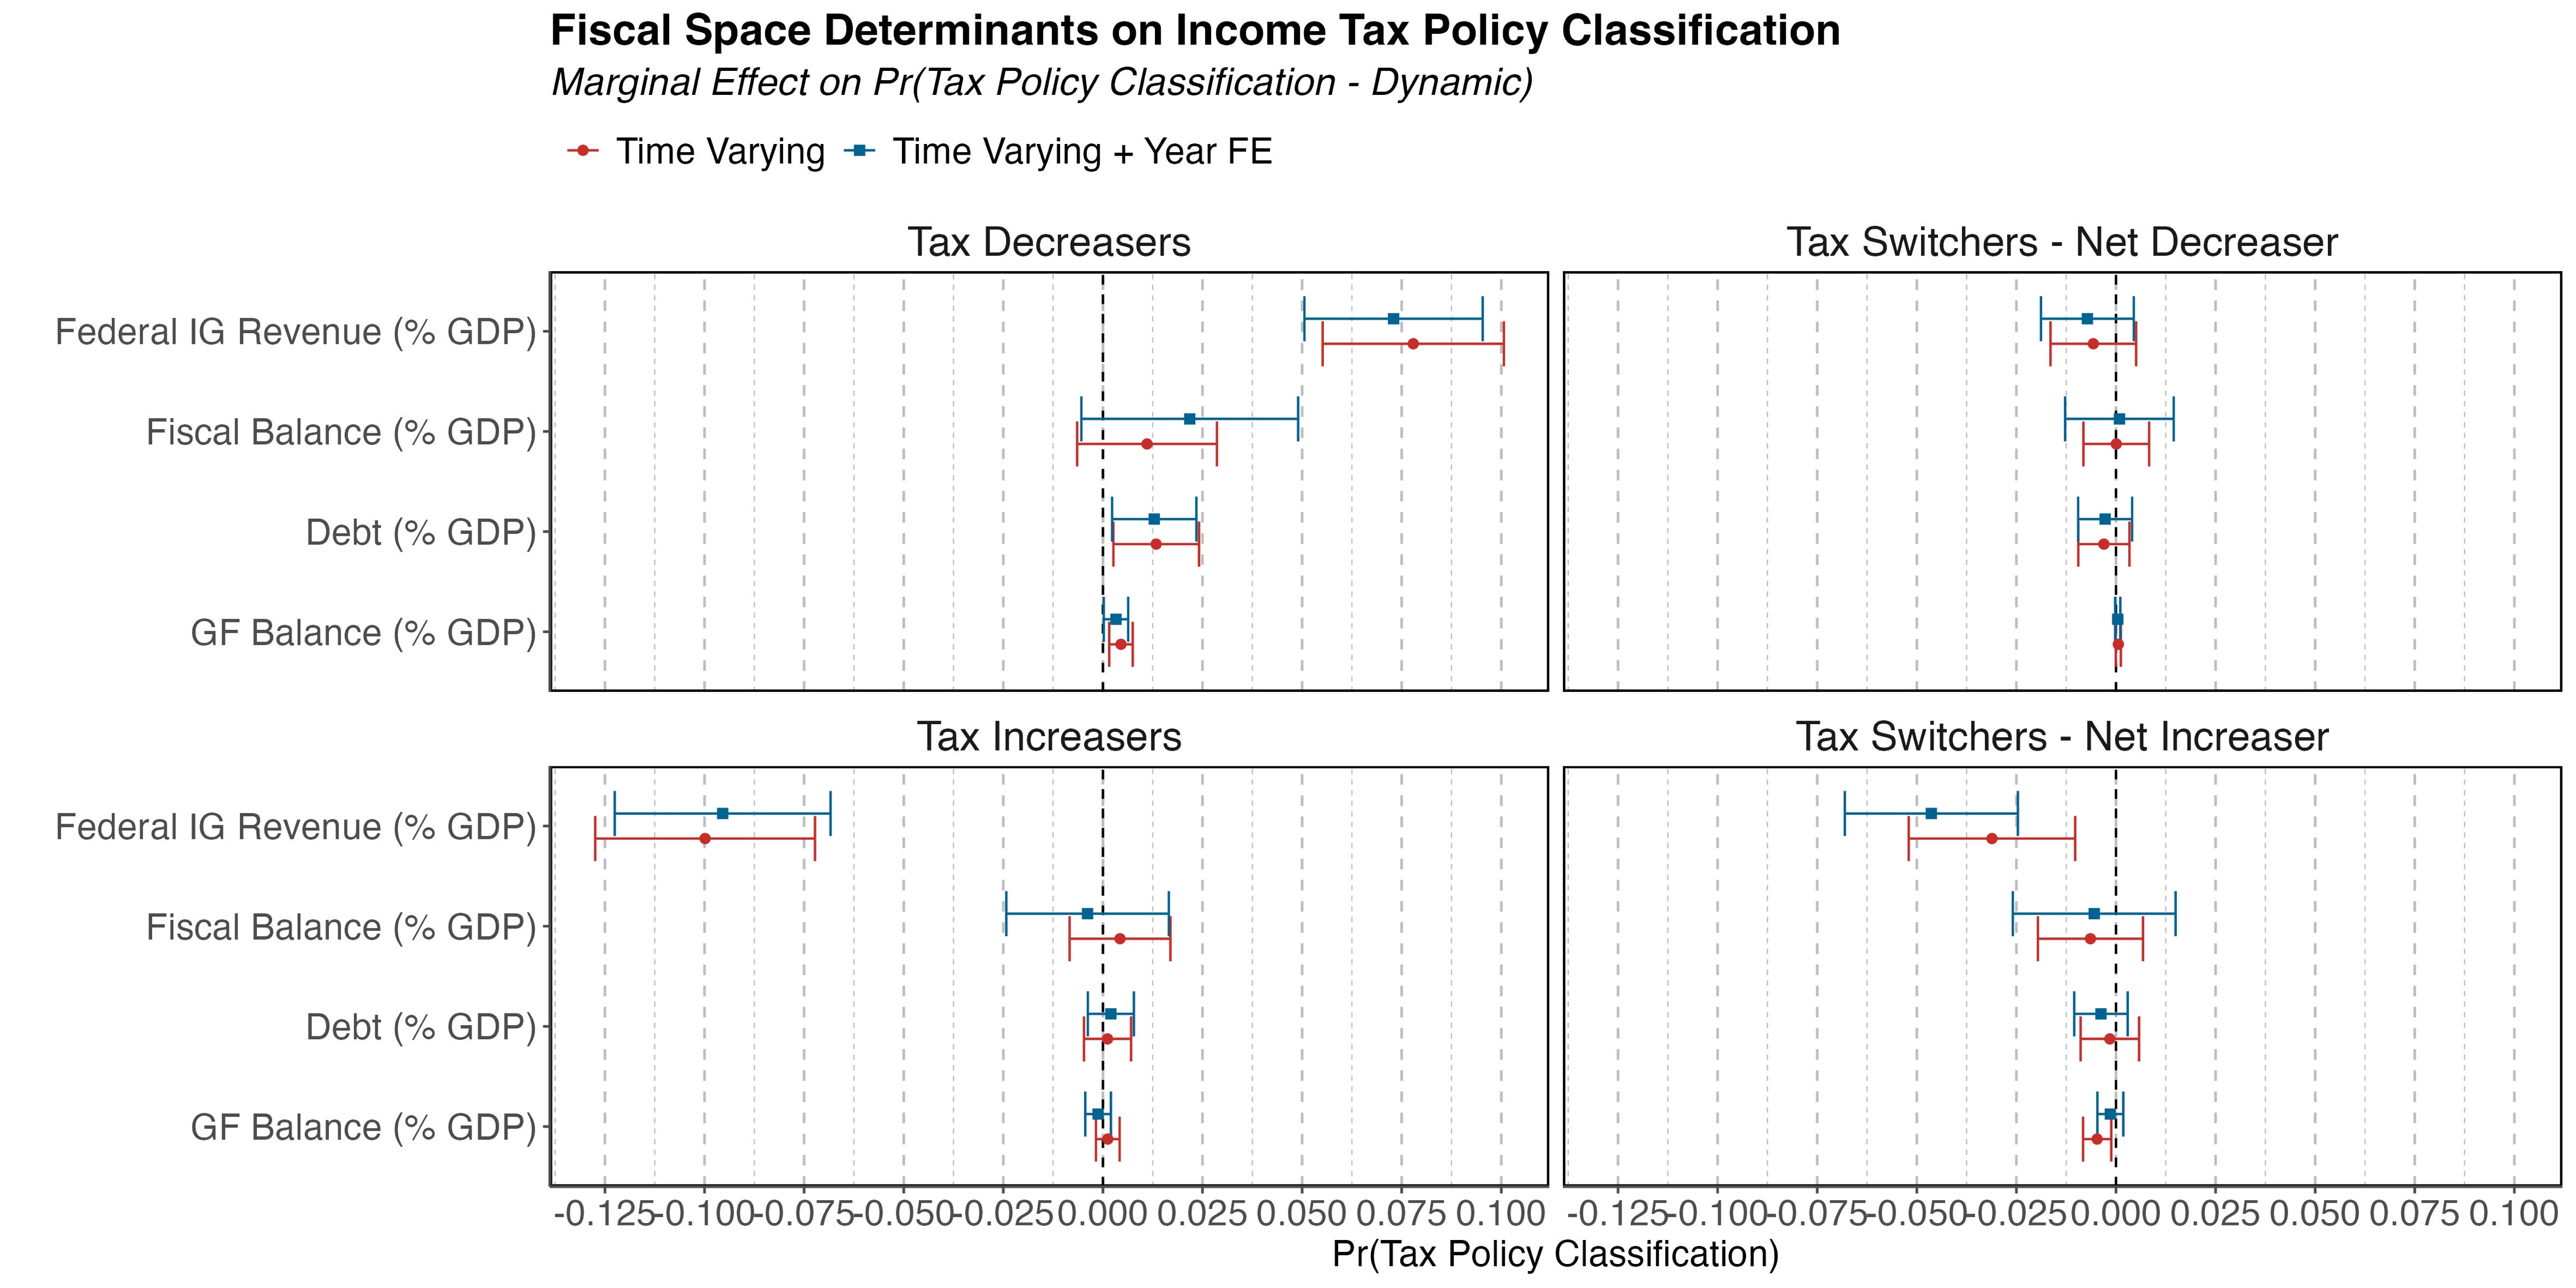 Fiscal Space Determinants on Income Tax Policy Classification
Marginal Effect on Pr(Tax Policy Classification - Dynamic)
Time Varying Time Varying + Year FE
Tax Decreasers
Tax Switchers - Net Decreaser
Federal IG Revenue (% GDP)
Fiscal Balance (% GDP)
Debt (% GDP)
GF Balance (% GDP)
Tax Increasers
Tax Switchers - Net Increaser
Federal IG Revenue (% GDP)
Fiscal Balance (% GDP)
Debt (% GDP)
GF Balance (% GDP)
-0.125 -0.100 -0.075 -0.050 -0.025 0.000 0.025 0.050 0.075 0.100
-0.125 -0.100 -0.075 -0.050 -0.025 0.000 0.025 0.050 0.075 0.100
Pr(Tax Policy Classification)